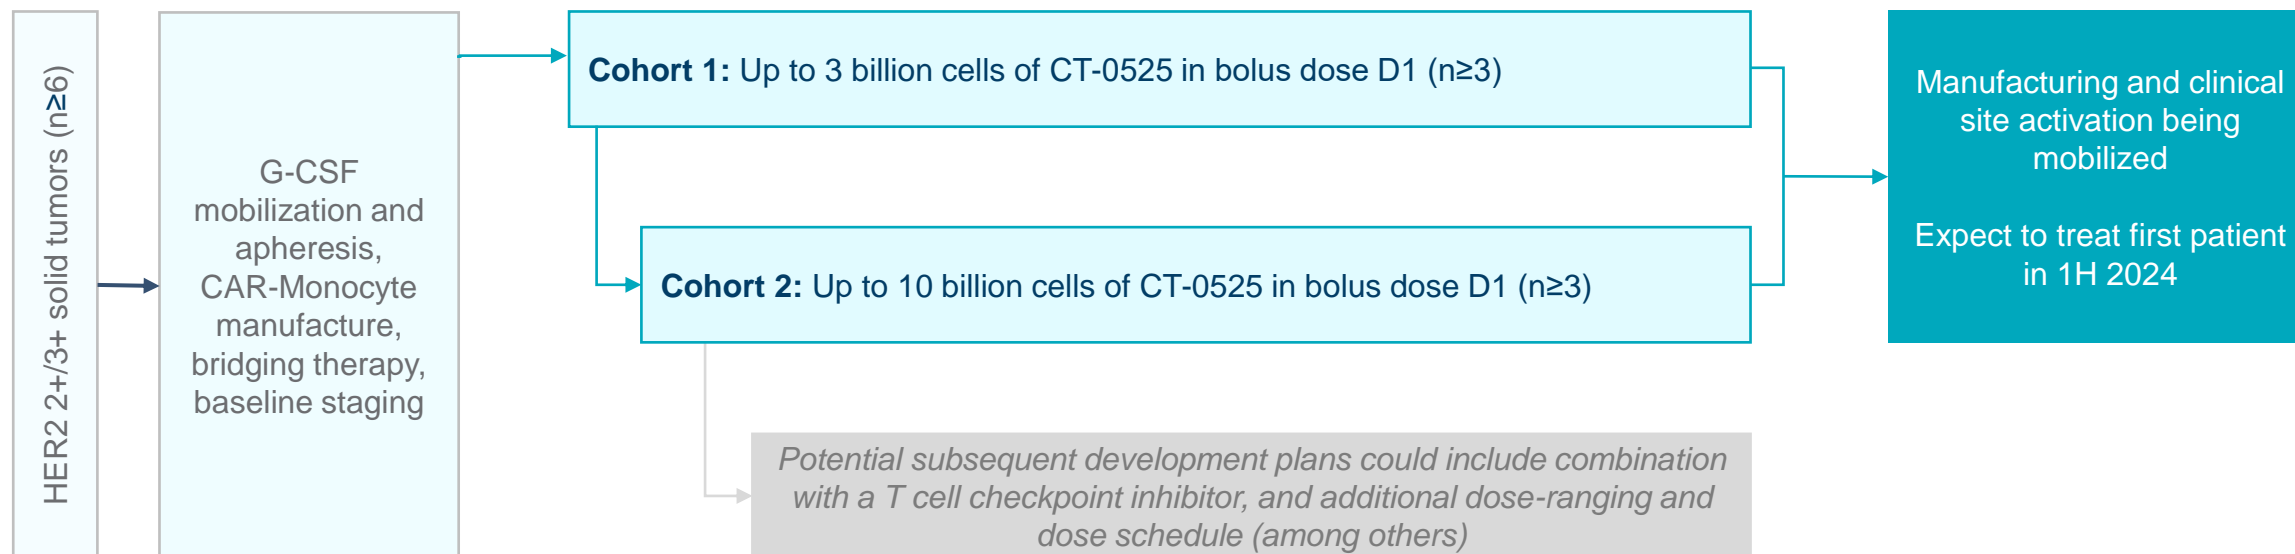 HER2 2+/3+ solid tumors (n≥6)
G-CSF
mobilization and
apheresis,
CAR-Monocyte
manufacture,
bridging therapy,
baseline staging
Cohort 1: Up to 3 billion cells of CT-0525 in bolus dose D1 (n≥3)
Cohort 2: Up to 10 billion cells of CT-0525 in bolus dose D1 (n≥3)
Potential subsequent development plans could include combination
with a T cell checkpoint inhibitor, and additional dose-ranging and
dose schedule (among others)
Manufacturing and clinical
site activation being
mobilized
Expect to treat first patient
in 1H 2024